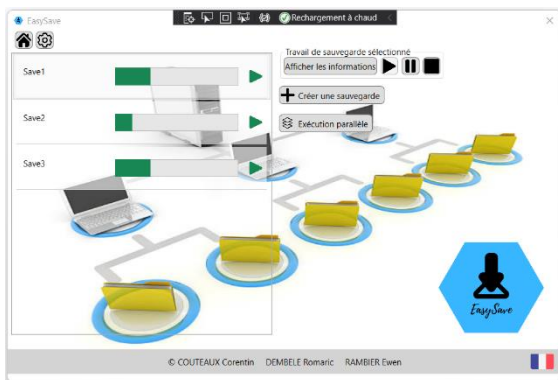 EasySave
Rechargement à chaud
Travail de sauvegarde sélectionné
Afficher les informations
Save1
Créer une sauvegarde
Save2
Exécution parallèle
Save3
EasySave
© COUTEAUX Corentin DEMBELE Romaric RAMBIER Ewen